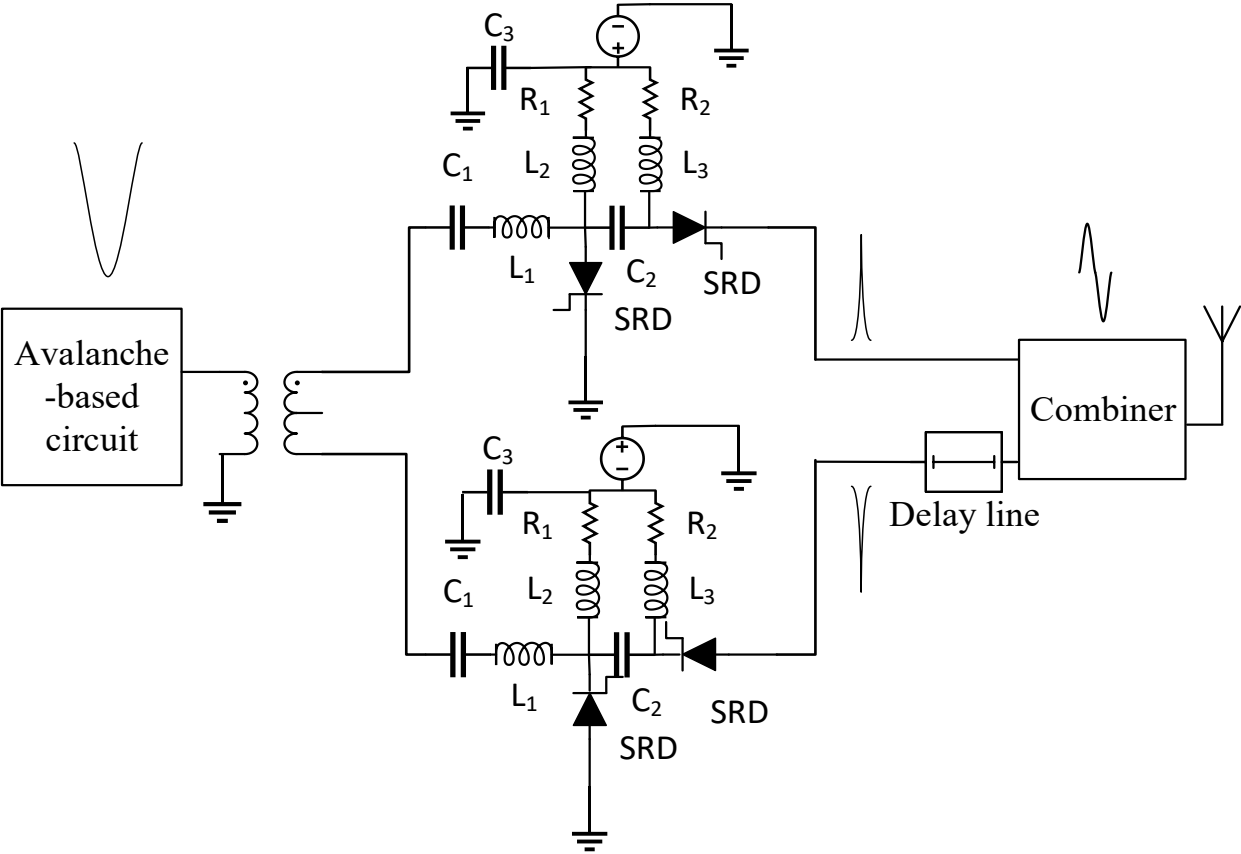 C3
−
+
R1
R2
L2
L3
C1
L1
C2
SRD
SRD
Avalanche
-based
circuit
Combiner
Delay line
C3
+
−
R1
R2
L2
L3
C1
L1
C2
SRD
SRD